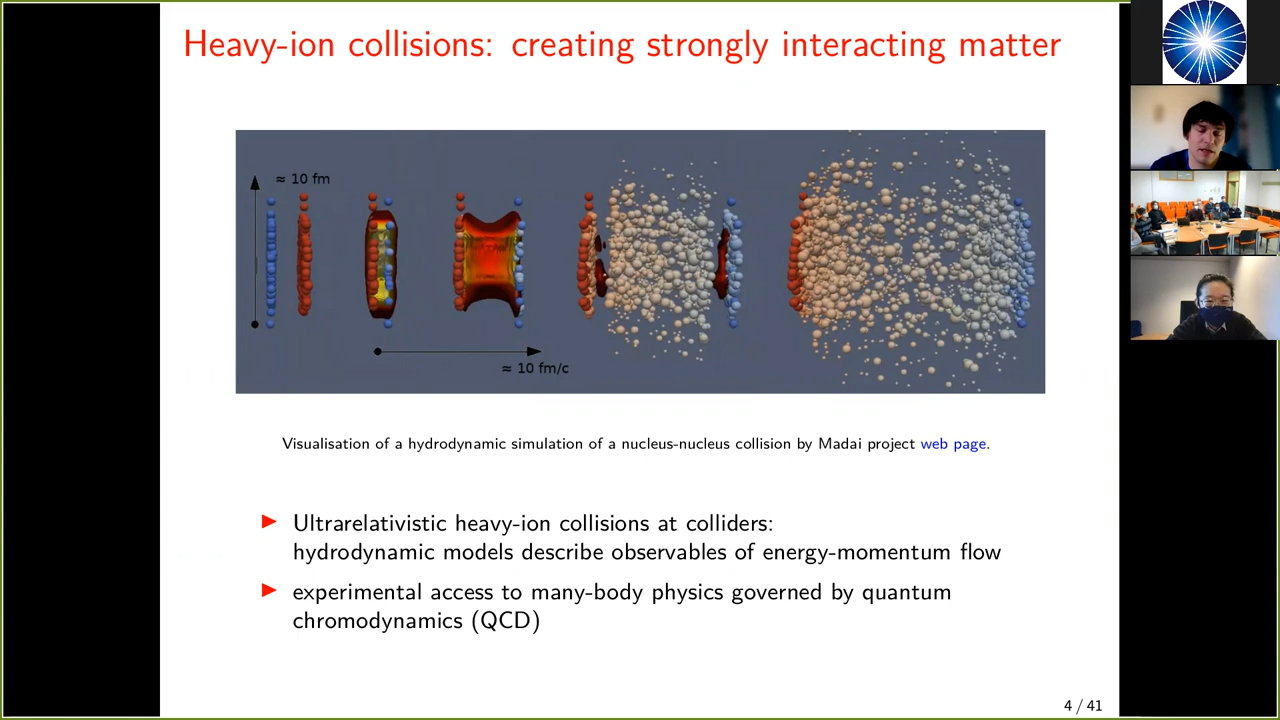 Heavy-ion collisions: creating strongly interacting matter
≈ 10 fm
≈ 10 fm/c
Visualisation of a hydrodynamic simulation of a nucleus-nucleus collision by Madai project web page.
Ultrarelativistic heavy-ion collisions at colliders:
hydrodynamic models describe observables of energy-momentum flow
experimental access to many-body physics governed by quantum
chromodynamics (QCD)
4 / 41